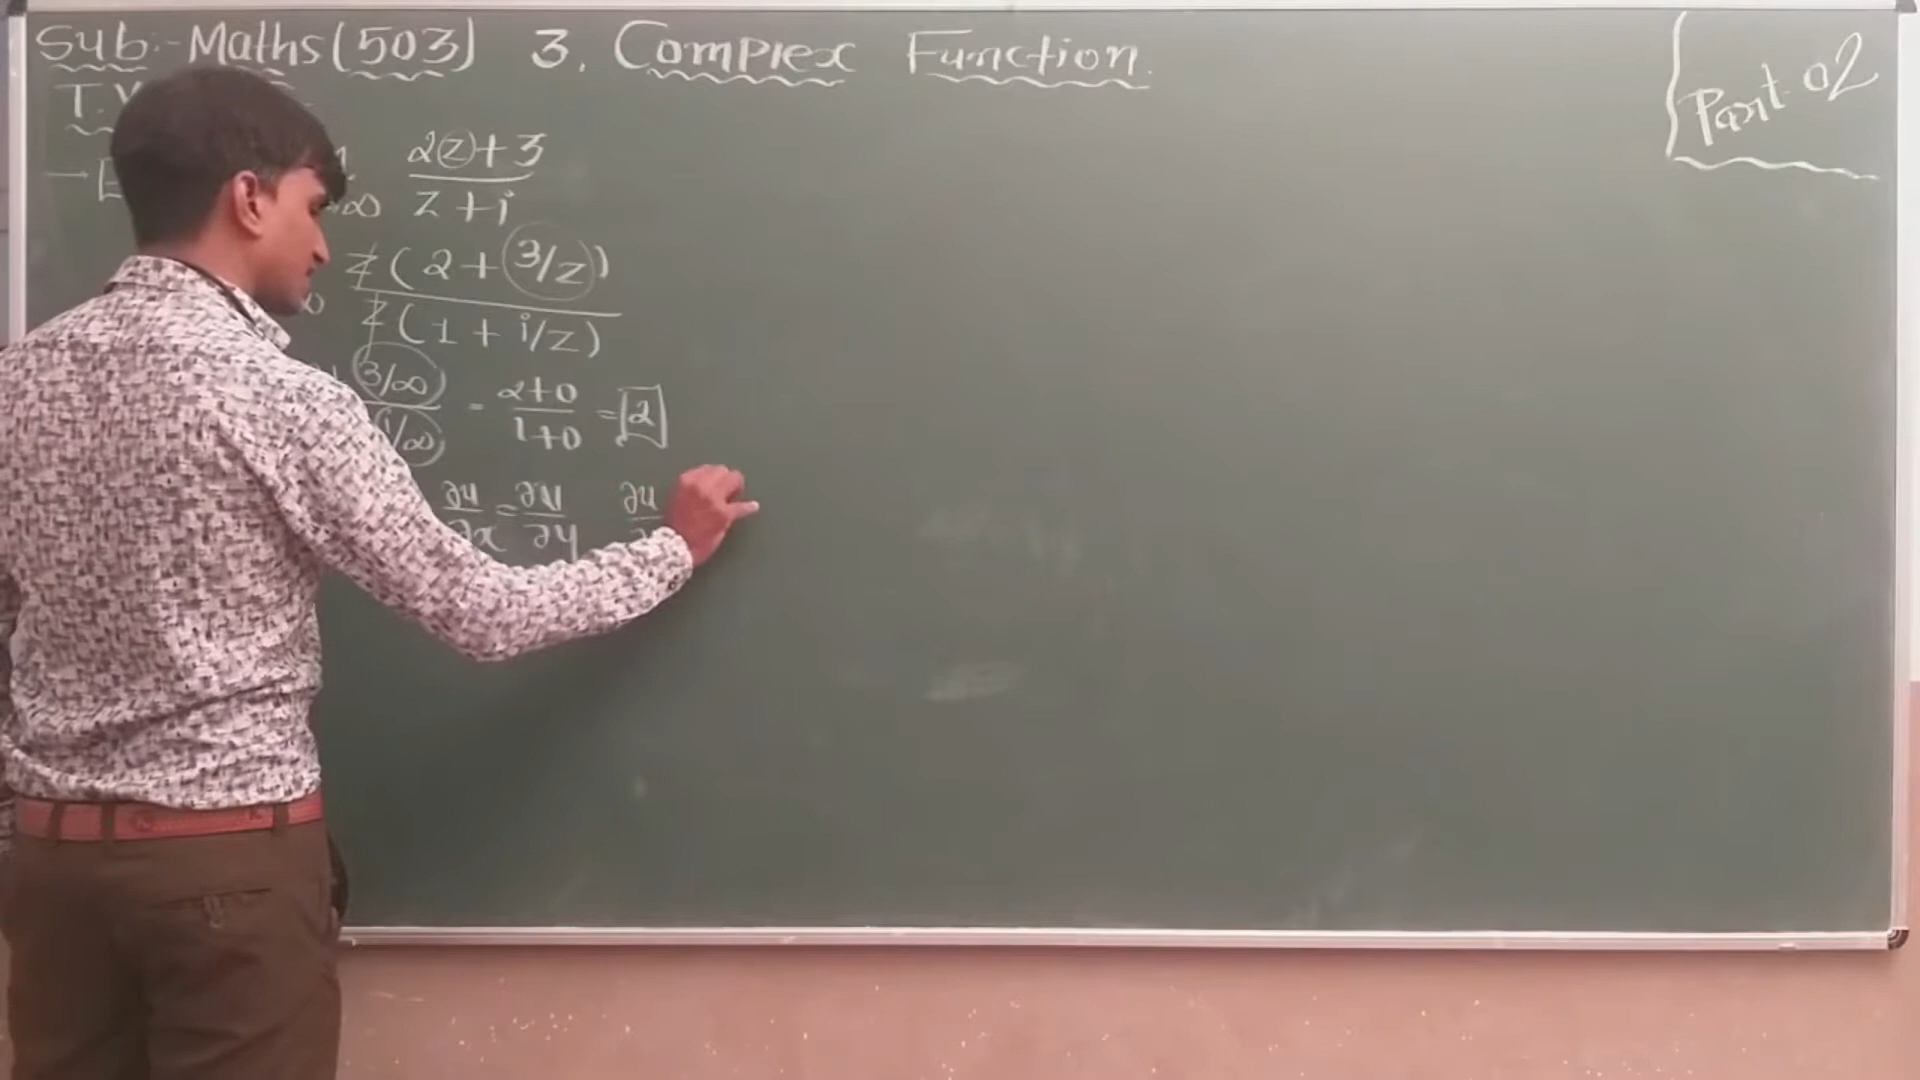 Sub:- Maths (503) 3. Complex Function.
Part-02
T.Y
2(z)+3
∞ z+i
z(2+(3/z))
z(1+i/z)
3/∞ = 2+0 = 2
/∞ 1+0
∂u = ∂v ∂u
∂x ∂y